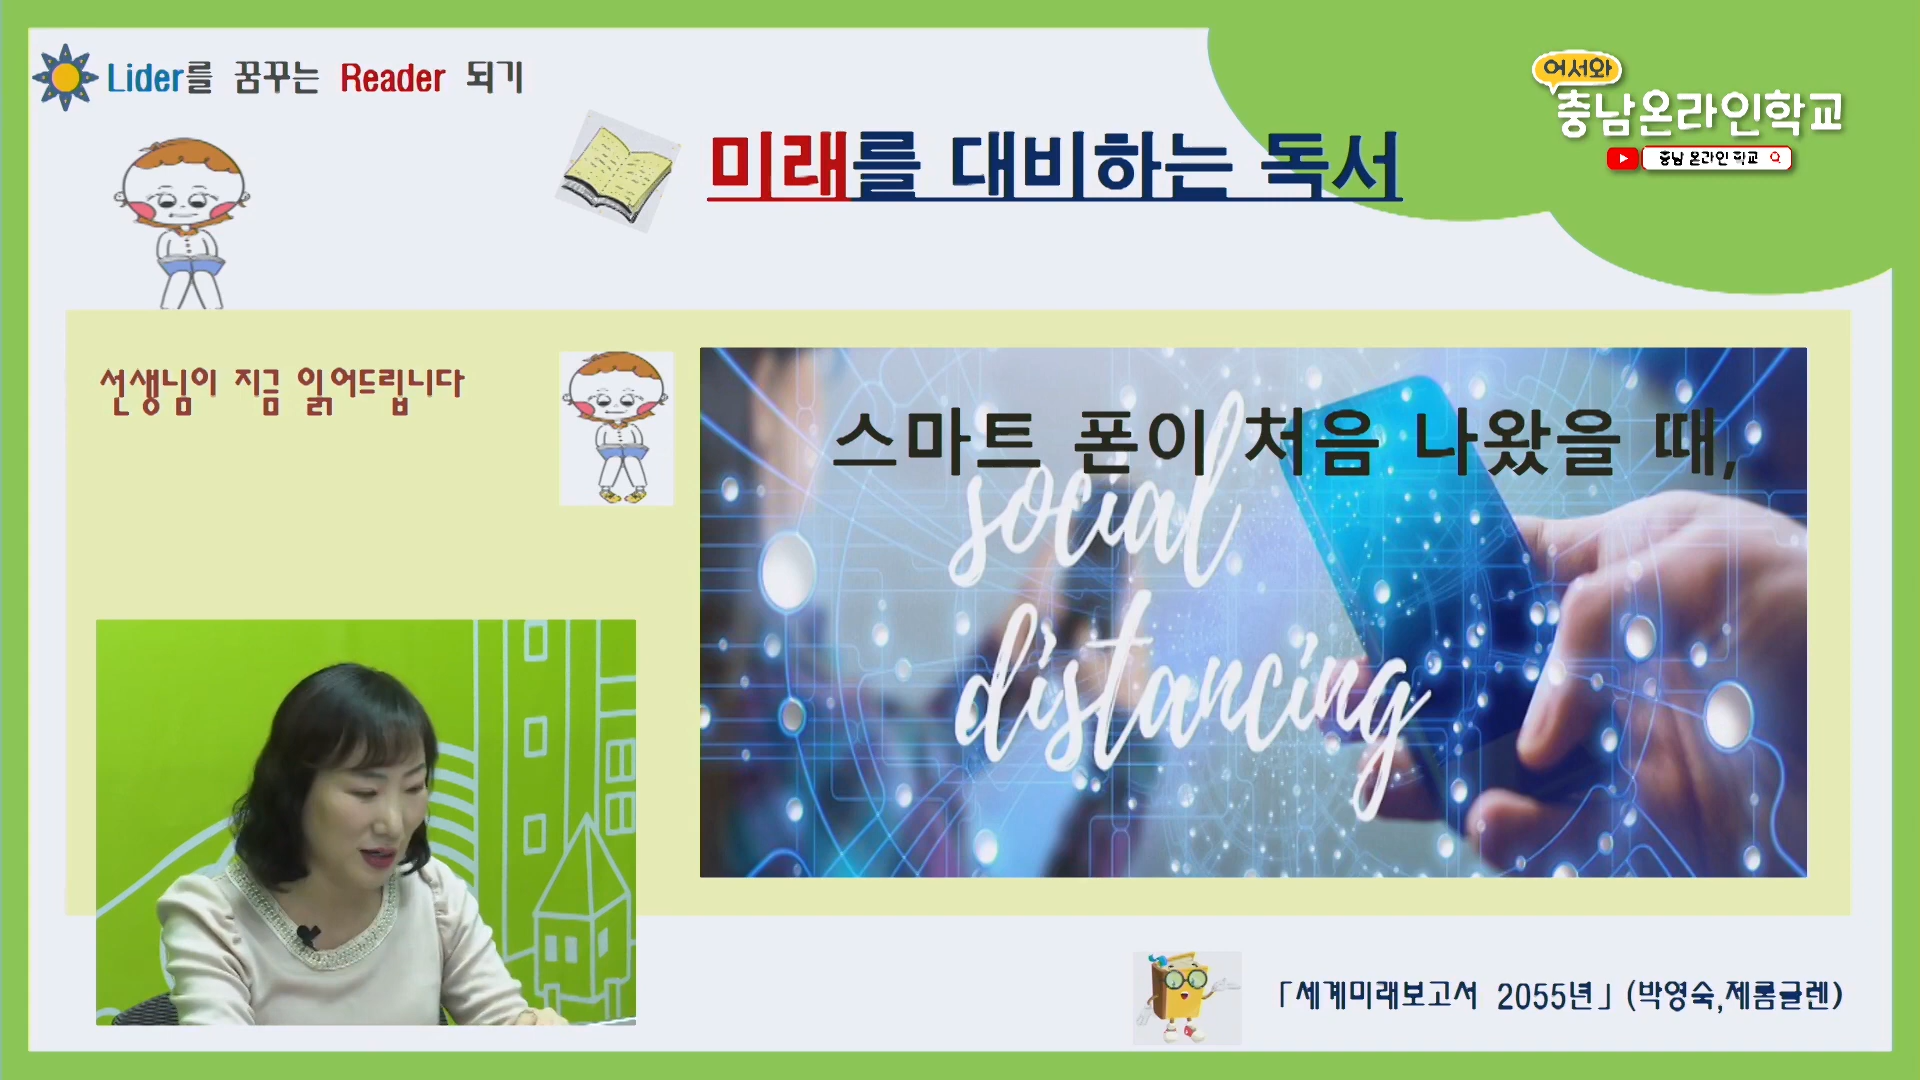 Lider를 꿈꾸는 Reader 되기
어서와
충남온라인학교
충남 온라인 학교
미래를 대비하는 독서
선생님이 지금 읽어드립니다
스마트 폰이 처음 나왔을 때,
social
distancing
「세계미래보고서 2055년」(박영숙,제롬글렌)